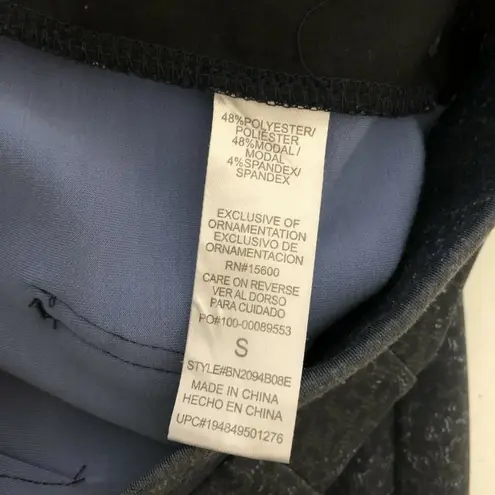 48%POLYESTER/
POLIÉSTER
48%MODAL/
MODAL
4%SPANDEX/
SPANDEX
EXCLUSIVE OF
ORNAMENTATION
EXCLUSIVO DE
ORNAMENTACION
RN#15600
CARE ON REVERSE
VER AL DORSO
PARA CUIDADO
PO#100-00089553
S
STYLE#BN2094B08E
MADE IN CHINA
HECHO EN CHINA
UPC#194849501276